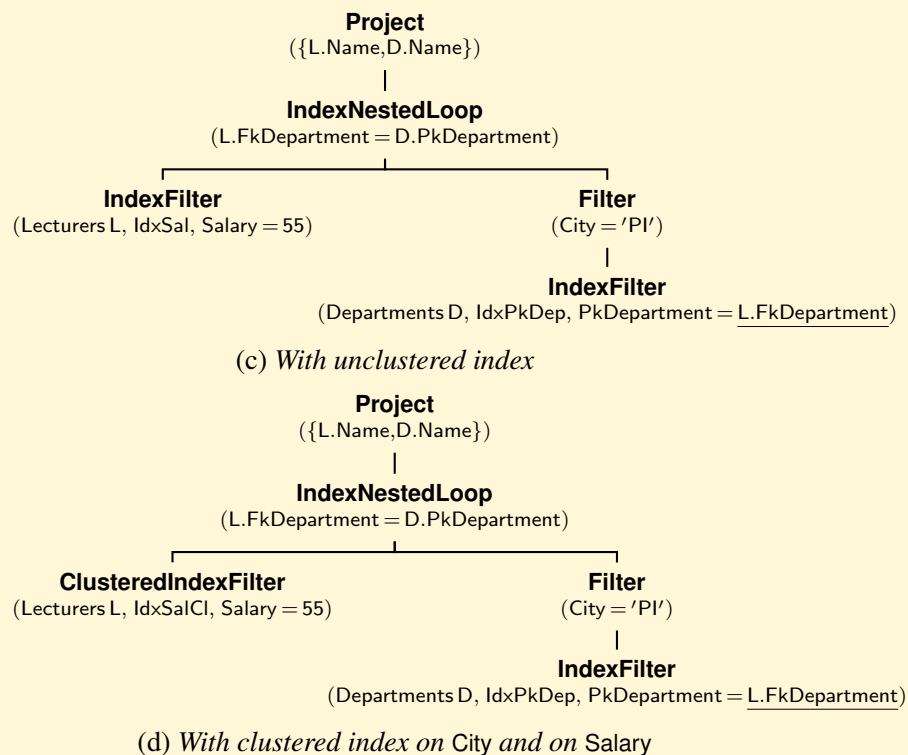 Project
({L.Name,D.Name})
IndexNestedLoop
(L.FkDepartment = D.PkDepartment)
IndexFilter
(Lecturers L, IdxSal, Salary = 55)
Filter
(City = 'PI')
IndexFilter
(Departments D, IdxPkDep, PkDepartment = L.FkDepartment)
(c) With unclustered index
Project
({L.Name,D.Name})
IndexNestedLoop
(L.FkDepartment = D.PkDepartment)
ClusteredIndexFilter
(Lecturers L, IdxSalCl, Salary = 55)
Filter
(City = 'PI')
IndexFilter
(Departments D, IdxPkDep, PkDepartment = L.FkDepartment)
(d) With clustered index on City and on Salary